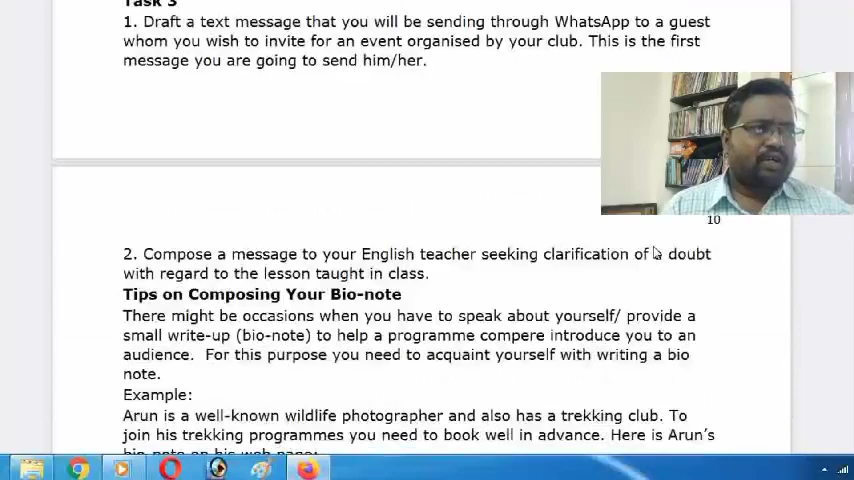 Task 3
1. Draft a text message that you will be sending through WhatsApp to a guest
whom you wish to invite for an event organised by your club. This is the first
message you are going to send him/her.
10
2. Compose a message to your English teacher seeking clarification of a doubt
with regard to the lesson taught in class.
Tips on Composing Your Bio-note
There might be occasions when you have to speak about yourself/ provide a
small write-up (bio-note) to help a programme compere introduce you to an
audience. For this purpose you need to acquaint yourself with writing a bio
note.
Example:
Arun is a well-known wildlife photographer and also has a trekking club. To
join his trekking programmes you need to book well in advance. Here is Arun's
bio-note on his web page: